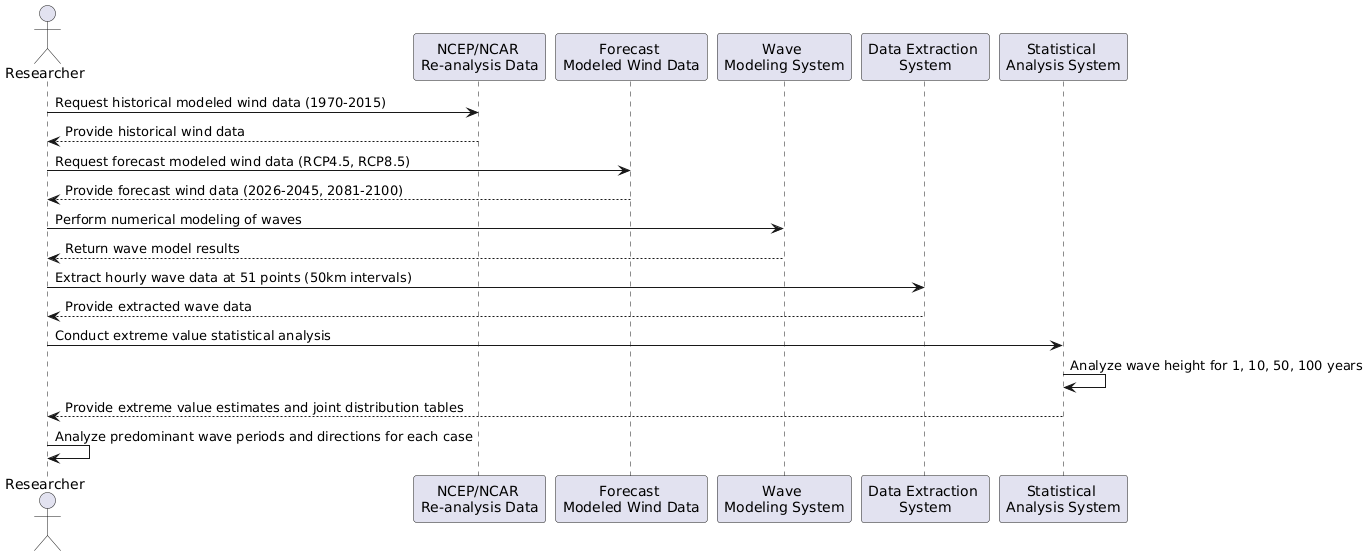 Researcher
NCEP/NCAR
Re-analysis Data
Forecast
Modeled Wind Data
Wave
Modeling System
Data Extraction
System
Statistical
Analysis System
Request historical modeled wind data (1970-2015)
Provide historical wind data
Request forecast modeled wind data (RCP4.5, RCP8.5)
Provide forecast wind data (2026-2045, 2081-2100)
Perform numerical modeling of waves
Return wave model results
Extract hourly wave data at 51 points (50km intervals)
Provide extracted wave data
Conduct extreme value statistical analysis
Analyze wave height for 1, 10, 50, 100 years
Provide extreme value estimates and joint distribution tables
Analyze predominant wave periods and directions for each case
Researcher
NCEP/NCAR
Re-analysis Data
Forecast
Modeled Wind Data
Wave
Modeling System
Data Extraction
System
Statistical
Analysis System